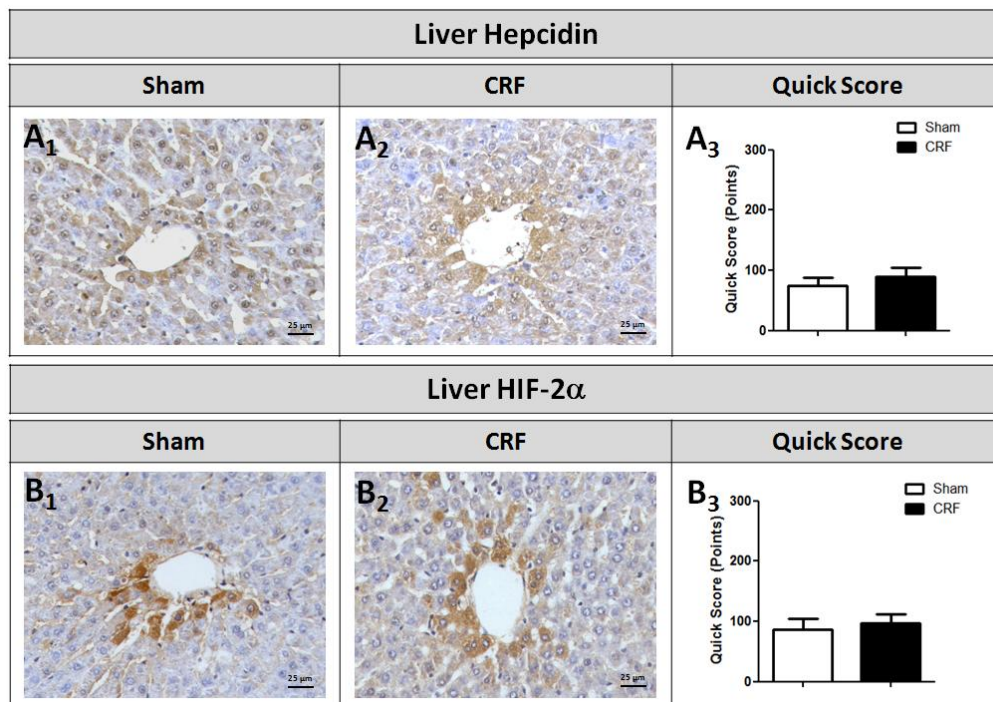 Liver Hepcidin
Sham
CRF
Quick Score
A1
25 µm
A2
25 µm
A3
Sham
CRF
Quick Score (Points)
300
200
100
0
Liver HIF-2α
Sham
CRF
Quick Score
B1
25 µm
B2
25 µm
B3
Sham
CRF
Quick Score (Points)
300
200
100
0